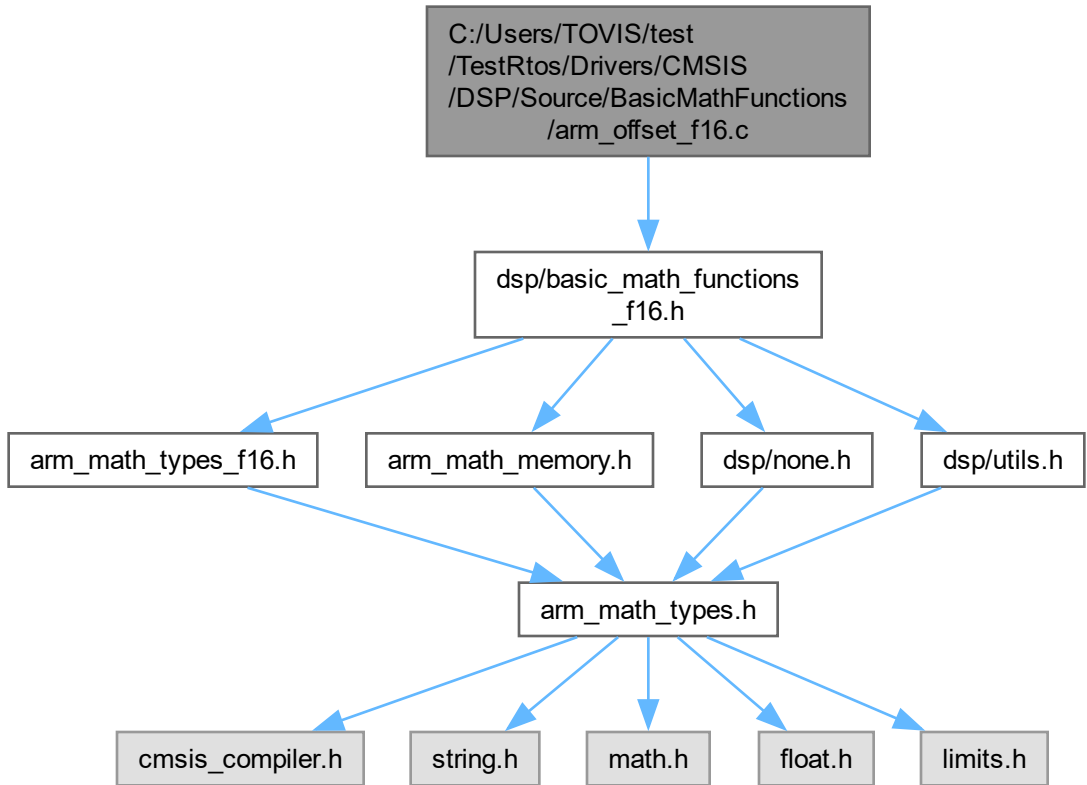 C:/Users/TOVIS/test
/TestRtos/Drivers/CMSIS
/DSP/Source/BasicMathFunctions
/arm_offset_f16.c
dsp/basic_math_functions
_f16.h
arm_math_types_f16.h
arm_math_memory.h
dsp/none.h
dsp/utils.h
arm_math_types.h
cmsis_compiler.h
string.h
math.h
float.h
limits.h